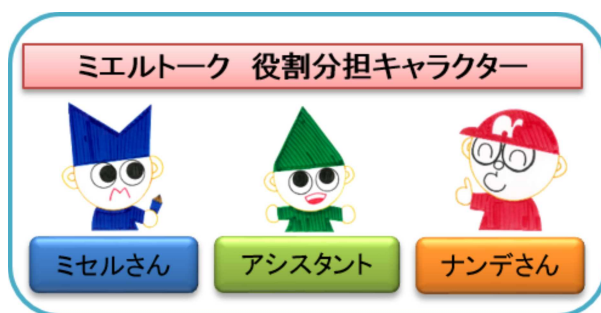 ミエルトーク 役割分担キャラクター
ミセルさん
アシスタント
ナンデさん